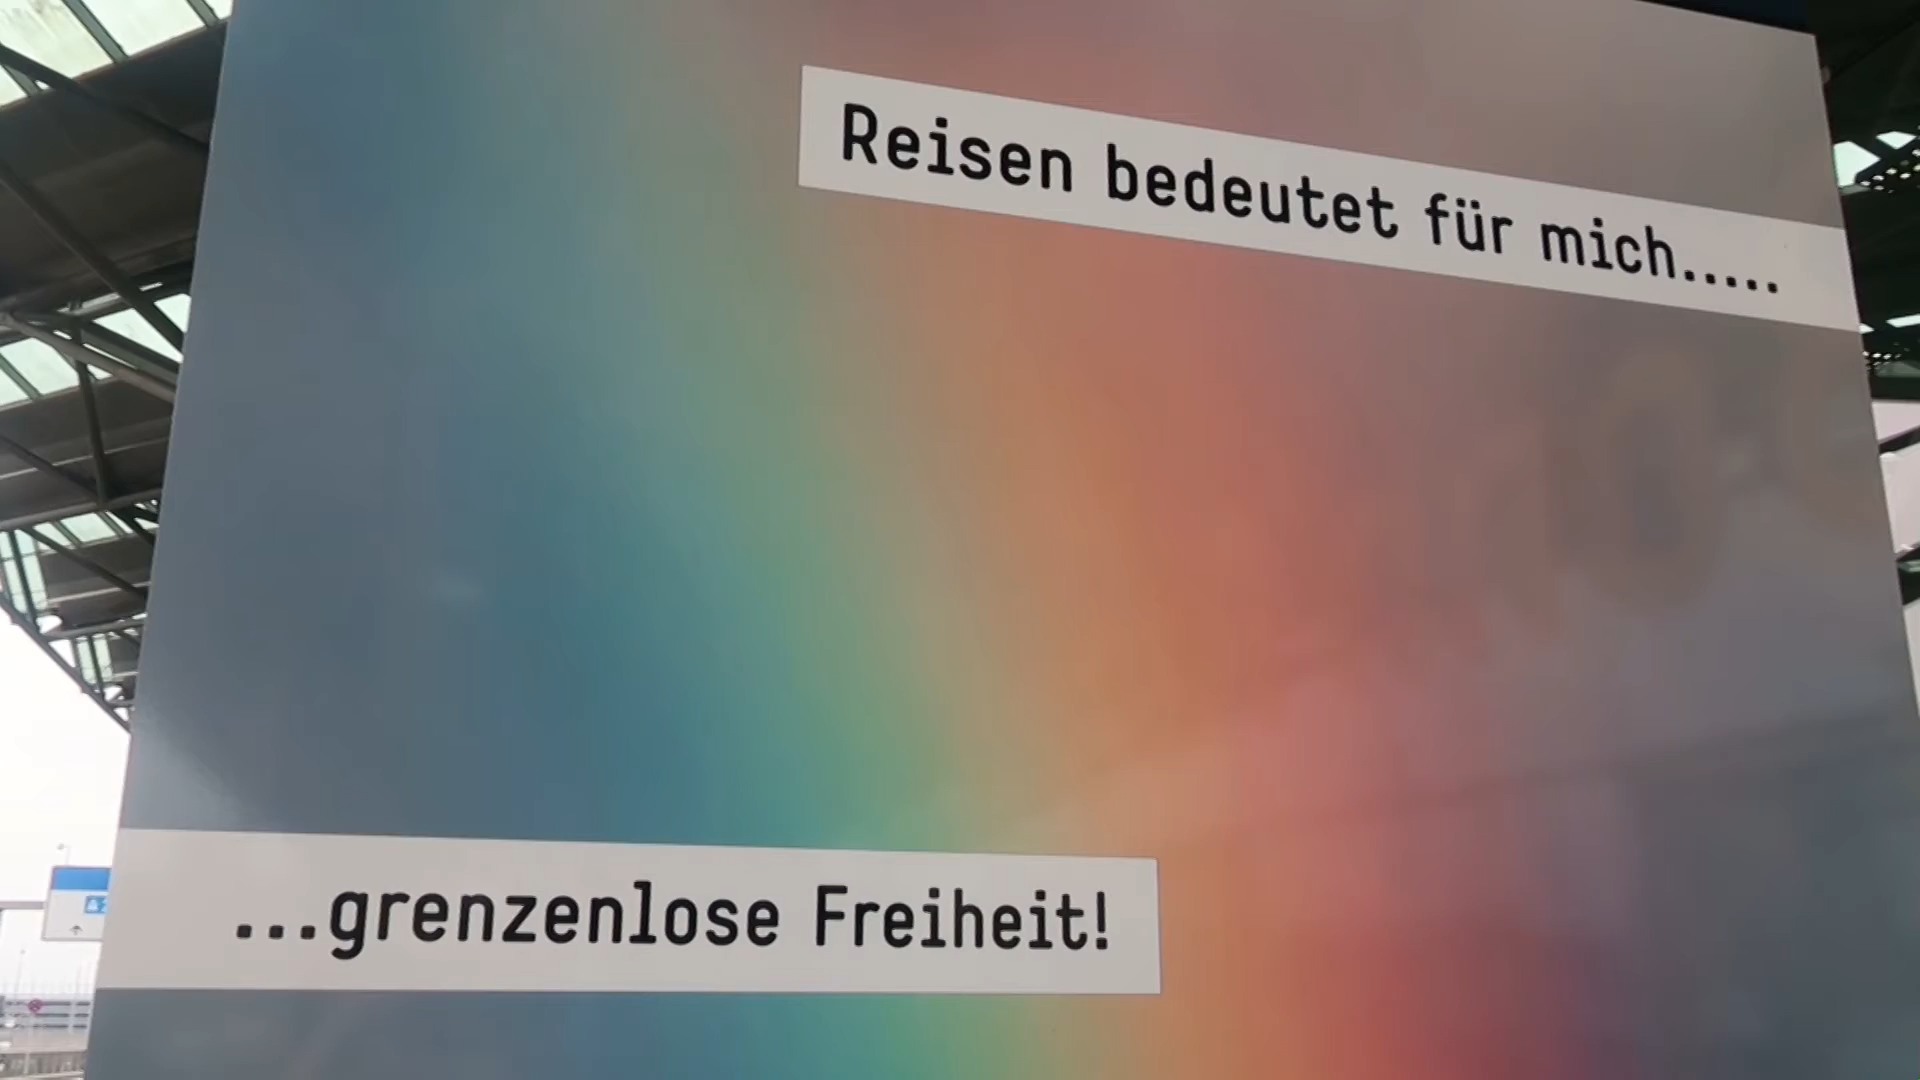 Reisen bedeutet für mich.....
...grenzenlose Freiheit!